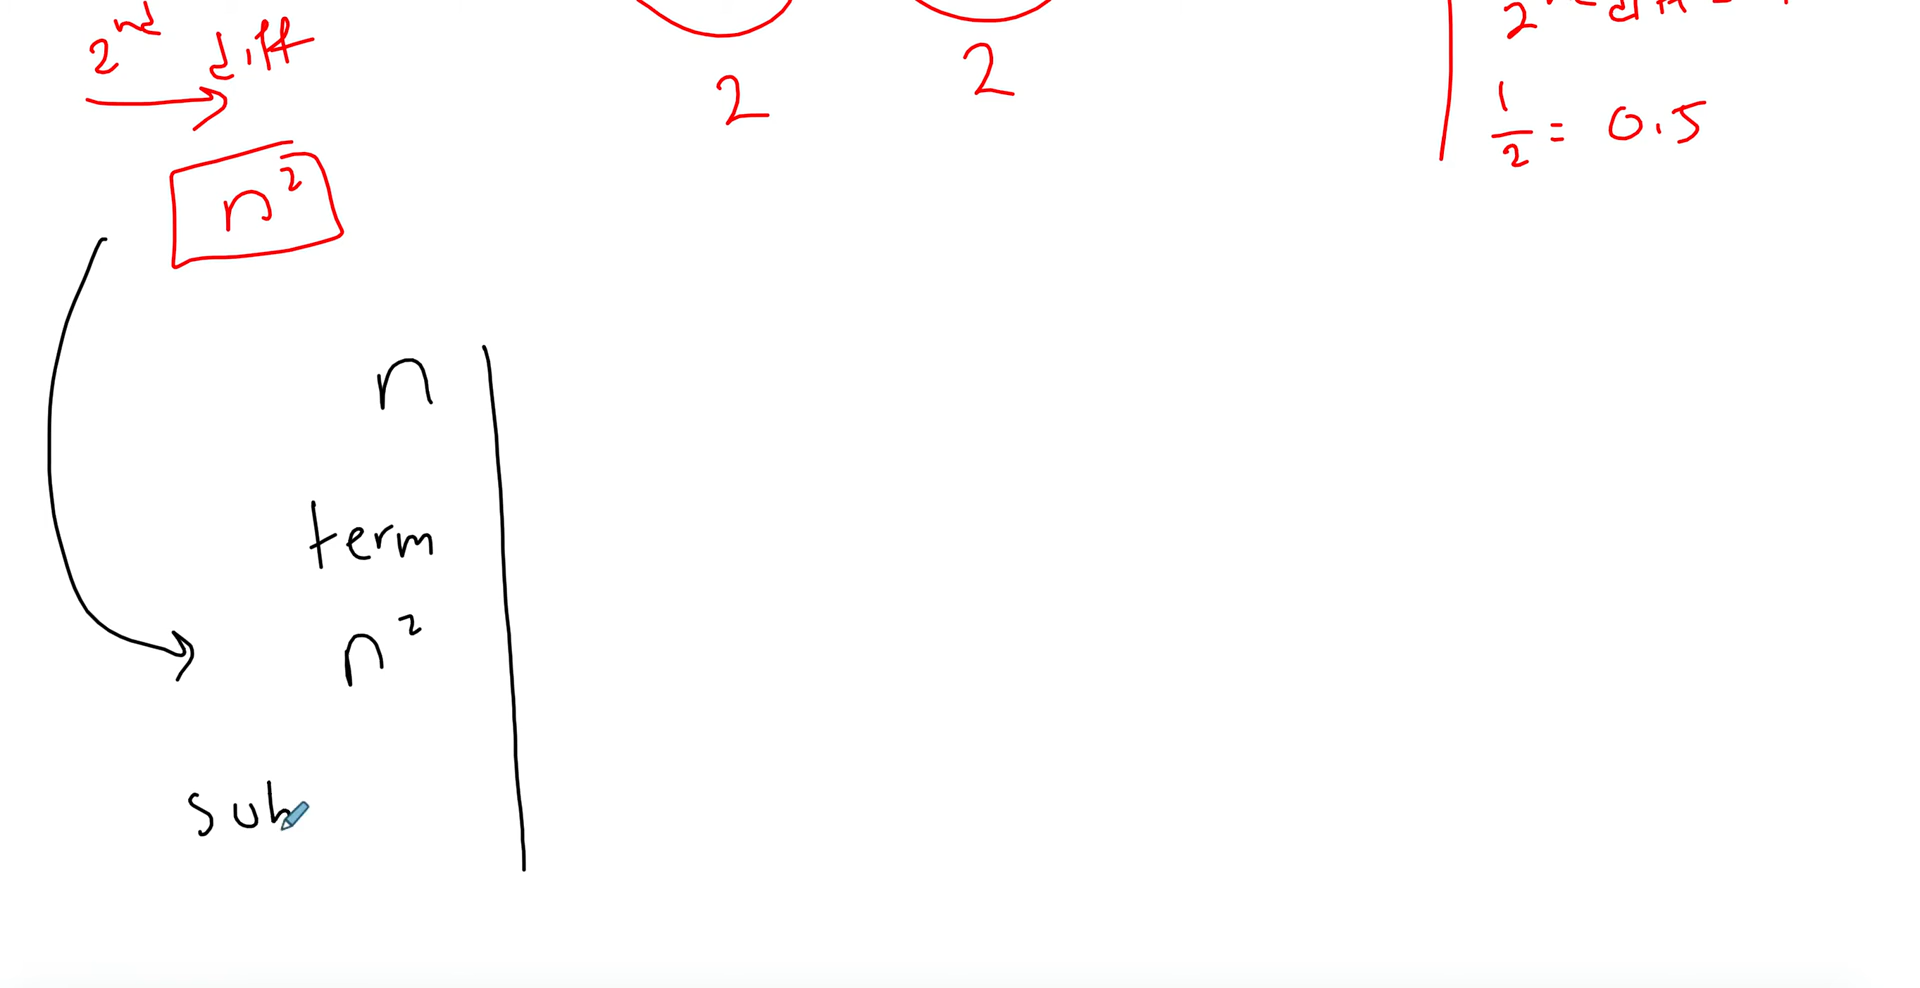 2nd diff
2 2
n²
1/2 = 0.5
n
term
n²
sub